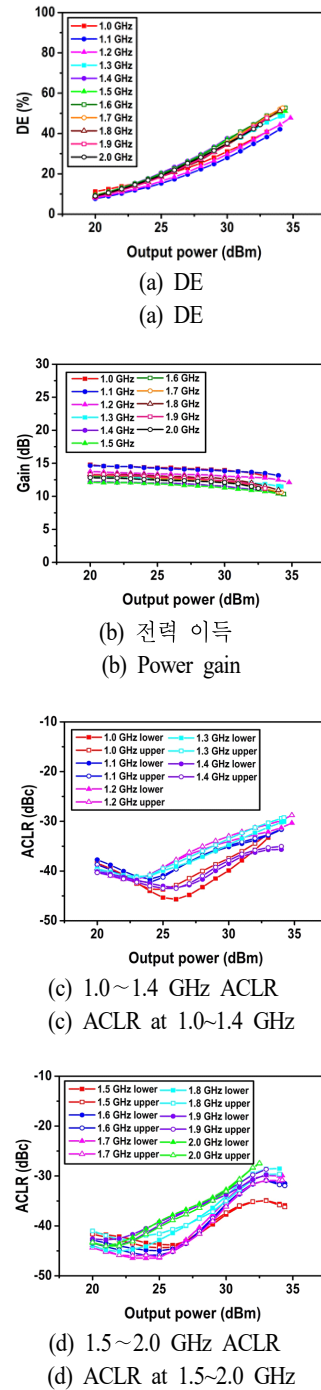 100
80
60
40
20
0
DE (%)
1.0 GHz
1.1 GHz
1.2 GHz
1.3 GHz
1.4 GHz
1.5 GHz
1.6 GHz
1.7 GHz
1.8 GHz
1.9 GHz
2.0 GHz
20 25 30 35
Output power (dBm)
(a) DE
(a) DE
30
25
20
15
10
5
0
Gain (dB)
1.0 GHz 1.6 GHz
1.1 GHz 1.7 GHz
1.2 GHz 1.8 GHz
1.3 GHz 1.9 GHz
1.4 GHz 2.0 GHz
1.5 GHz
20 25 30 35
Output power (dBm)
(b) 전력 이득
(b) Power gain
-10
-20
-30
-40
-50
ACLR (dBc)
1.0 GHz lower 1.3 GHz lower
1.0 GHz upper 1.3 GHz upper
1.1 GHz lower 1.4 GHz lower
1.1 GHz upper 1.4 GHz upper
1.2 GHz lower
1.2 GHz upper
20 25 30 35
Output power (dBm)
(c) 1.0～1.4 GHz ACLR
(c) ACLR at 1.0~1.4 GHz
-10
-20
-30
-40
-50
ACLR (dBc)
1.5 GHz lower 1.8 GHz lower
1.5 GHz upper 1.8 GHz upper
1.6 GHz lower 1.9 GHz lower
1.6 GHz upper 1.9 GHz upper
1.7 GHz lower 2.0 GHz lower
1.7 GHz upper 2.0 GHz upper
20 25 30 35
Output power (dBm)
(d) 1.5～2.0 GHz ACLR
(d) ACLR at 1.5~2.0 GHz